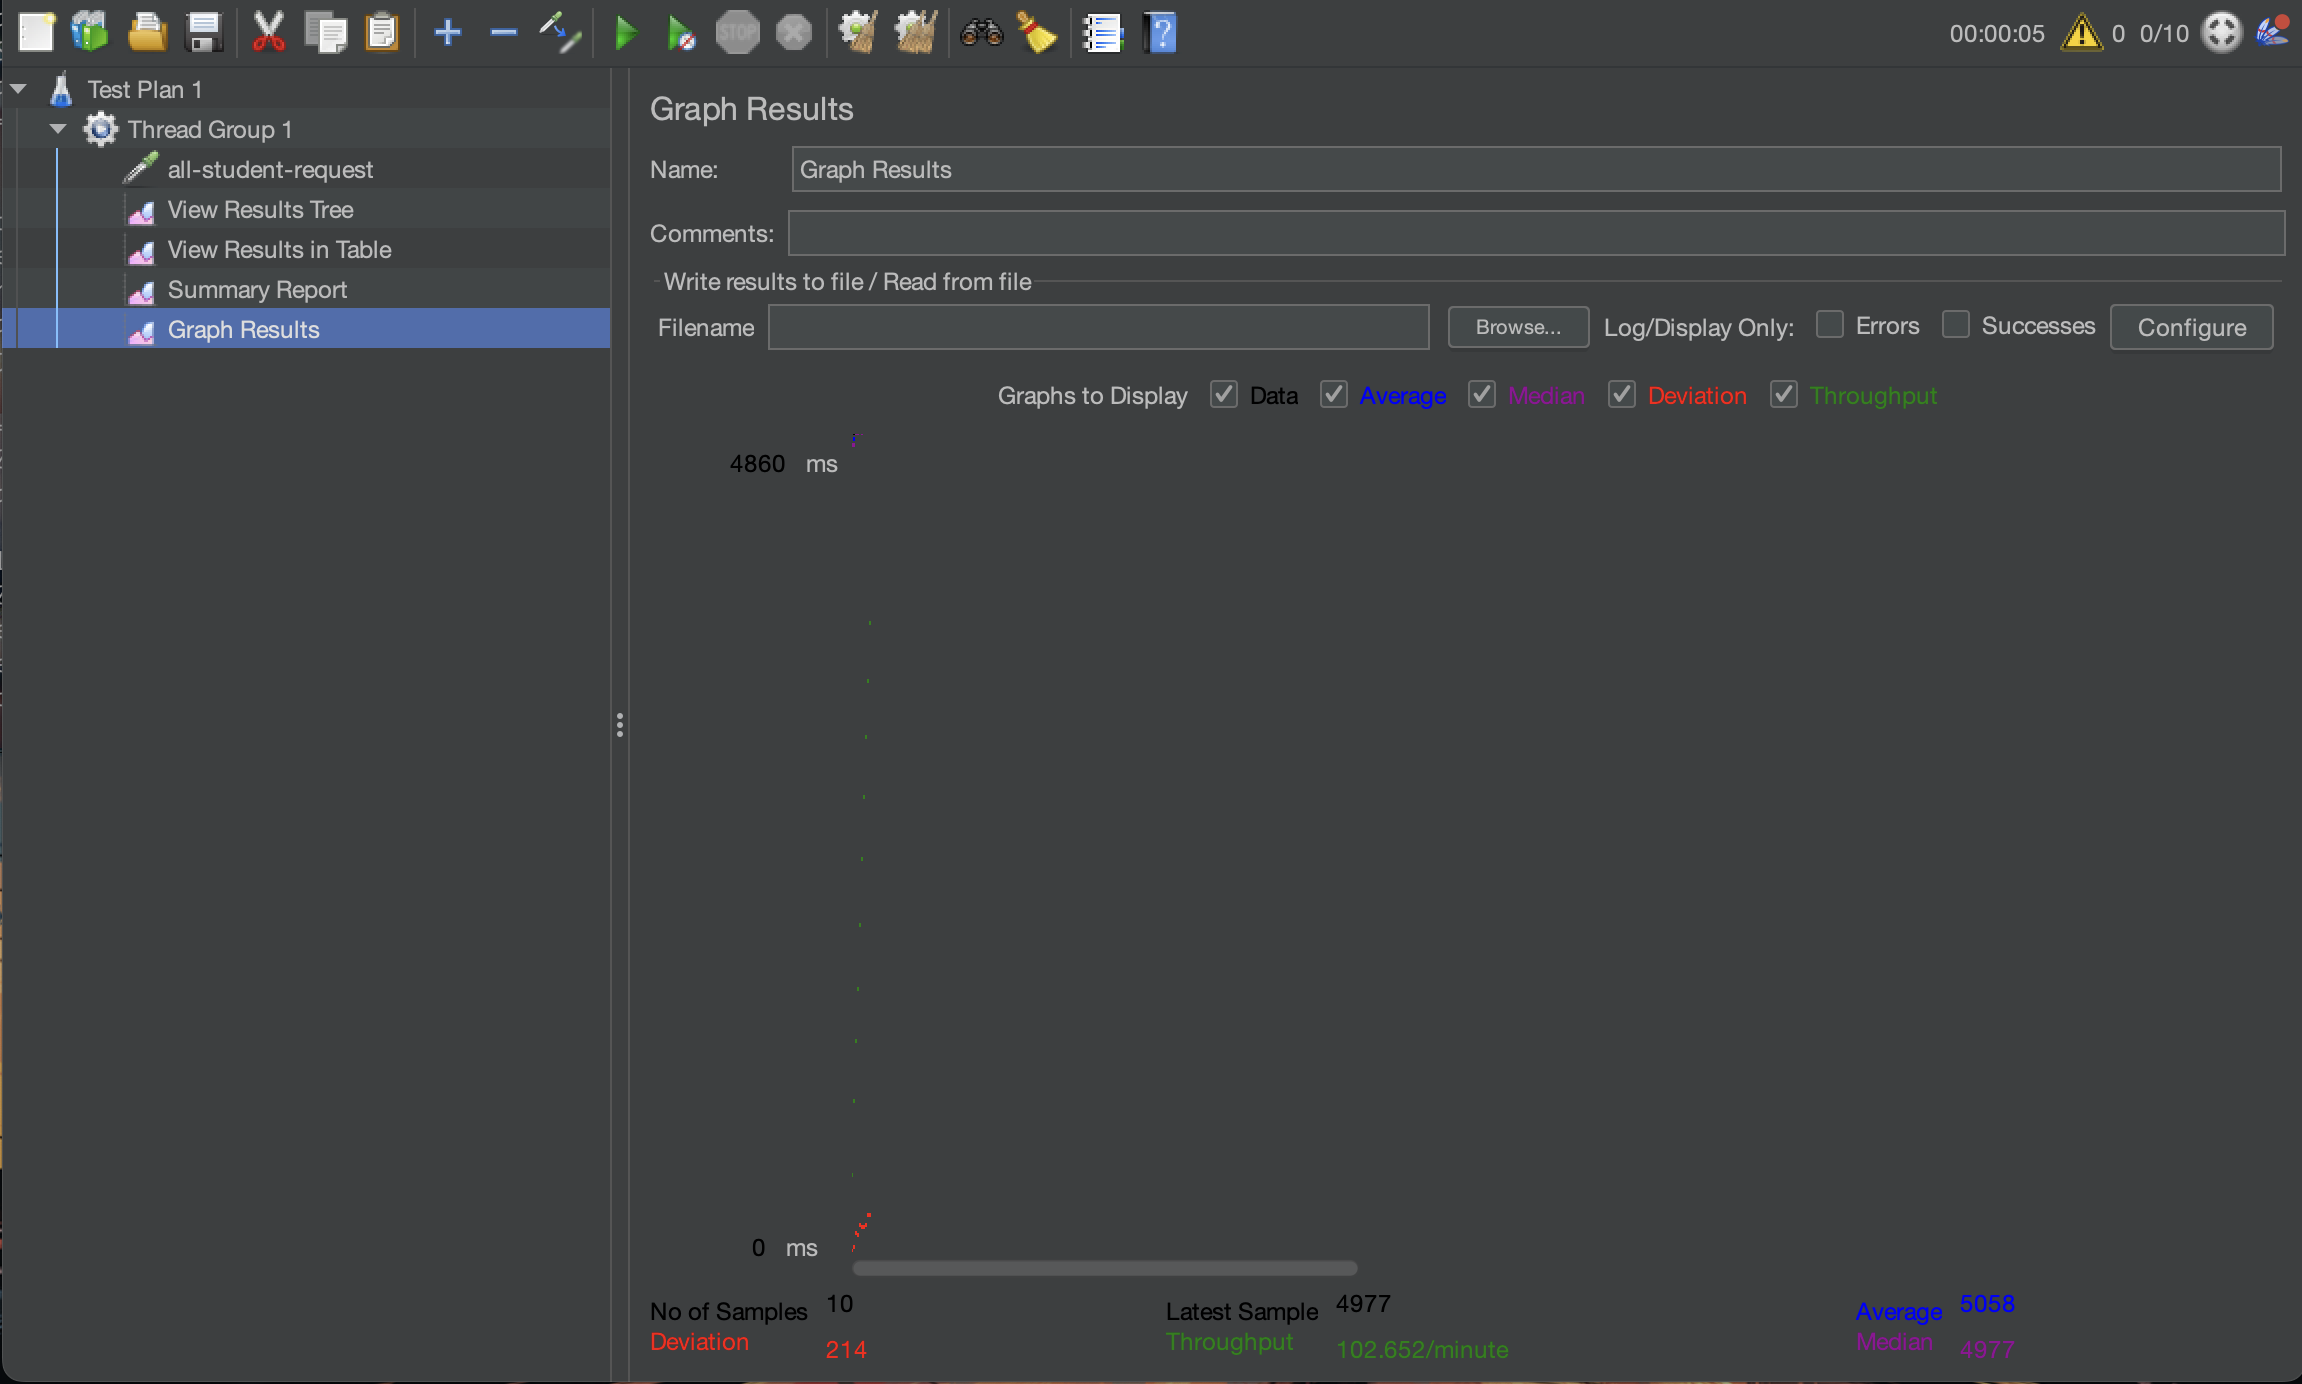 STOP
00:00:05 0 0/10
Test Plan 1
Thread Group 1
all-student-request
View Results Tree
View Results in Table
Summary Report
Graph Results
Graph Results
Name: Graph Results
Comments:
Write results to file / Read from file
Filename Browse... Log/Display Only: Errors Successes Configure
Graphs to Display Data Average Median Deviation Throughput
4860 ms
0 ms
No of Samples 10 Latest Sample 4977 Average 5058
Deviation 214 Throughput 102.652/minute Median 4977